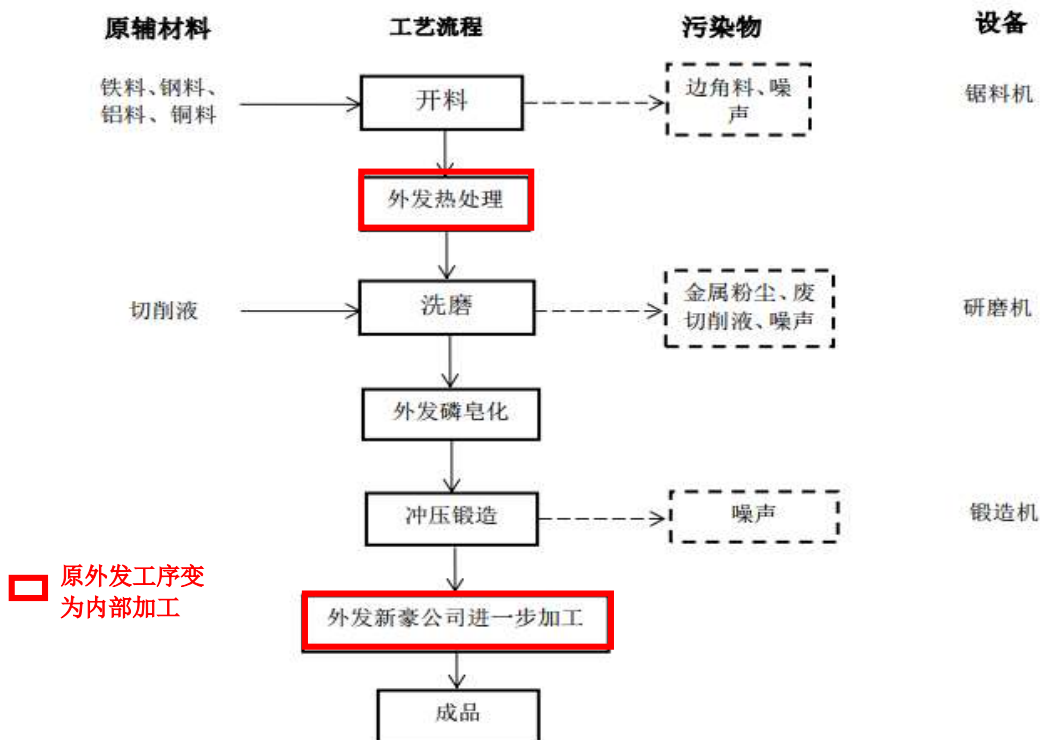 原辅材料
工艺流程
污染物
设备
铁料、钢料、
铝料、铜料
开料
边角料、噪
声
锯料机
外发热处理
切削液
洗磨
金属粉尘、废
切削液、噪声
研磨机
外发磷皂化
冲压锻造
噪声
锻造机
原外发工序变
为内部加工
外发新豪公司进一步加工
成品